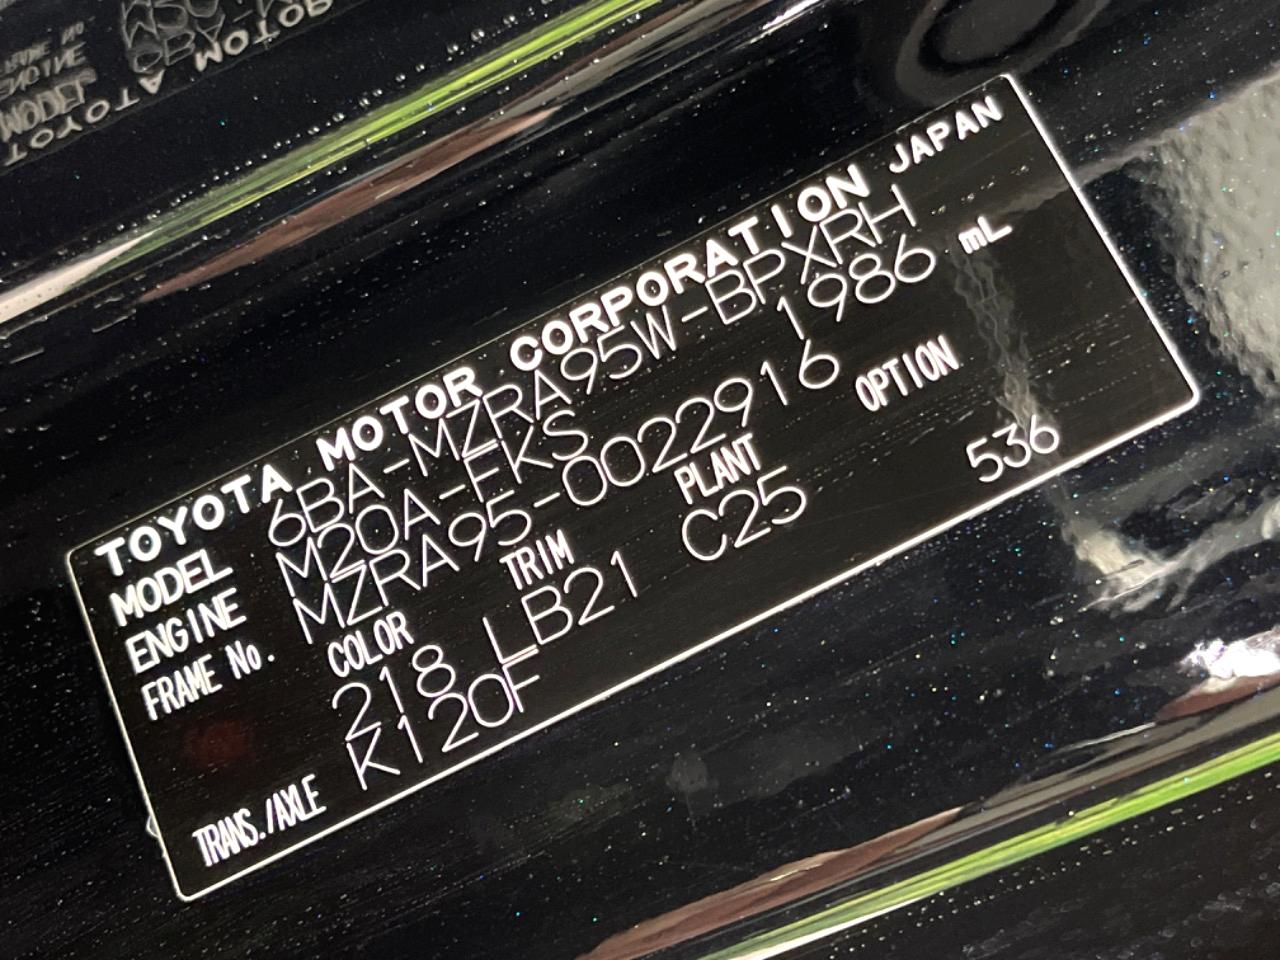 TOYOTA MOTOR CORPORATION JAPAN
MODEL 6BA-MZRA95W-BPXRH
ENGINE M20A-FKS 1986 mL
FRAME No. MZRA95-0022916
COLOR TRIM PLANT OPTION
218 LB21 C25 536
TRANS./AXLE K120F